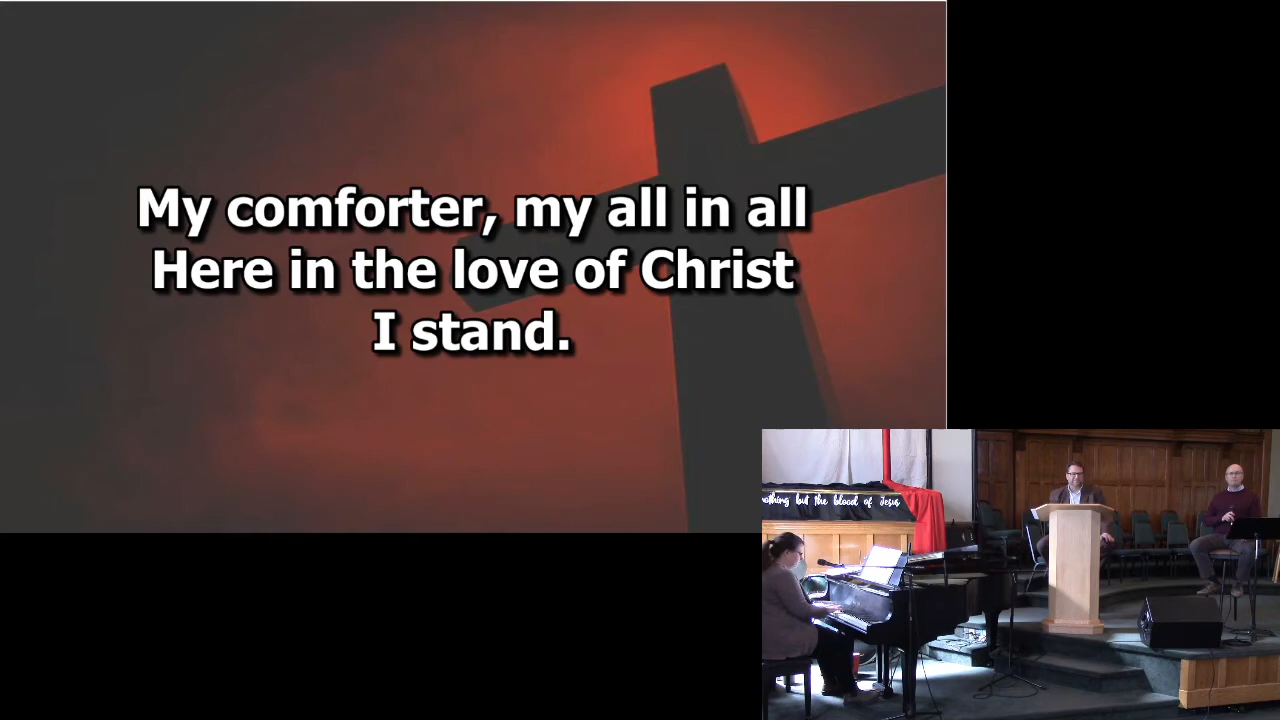 My comforter, my all in all
Here in the love of Christ
I stand.
nothing but the blood of Jesus